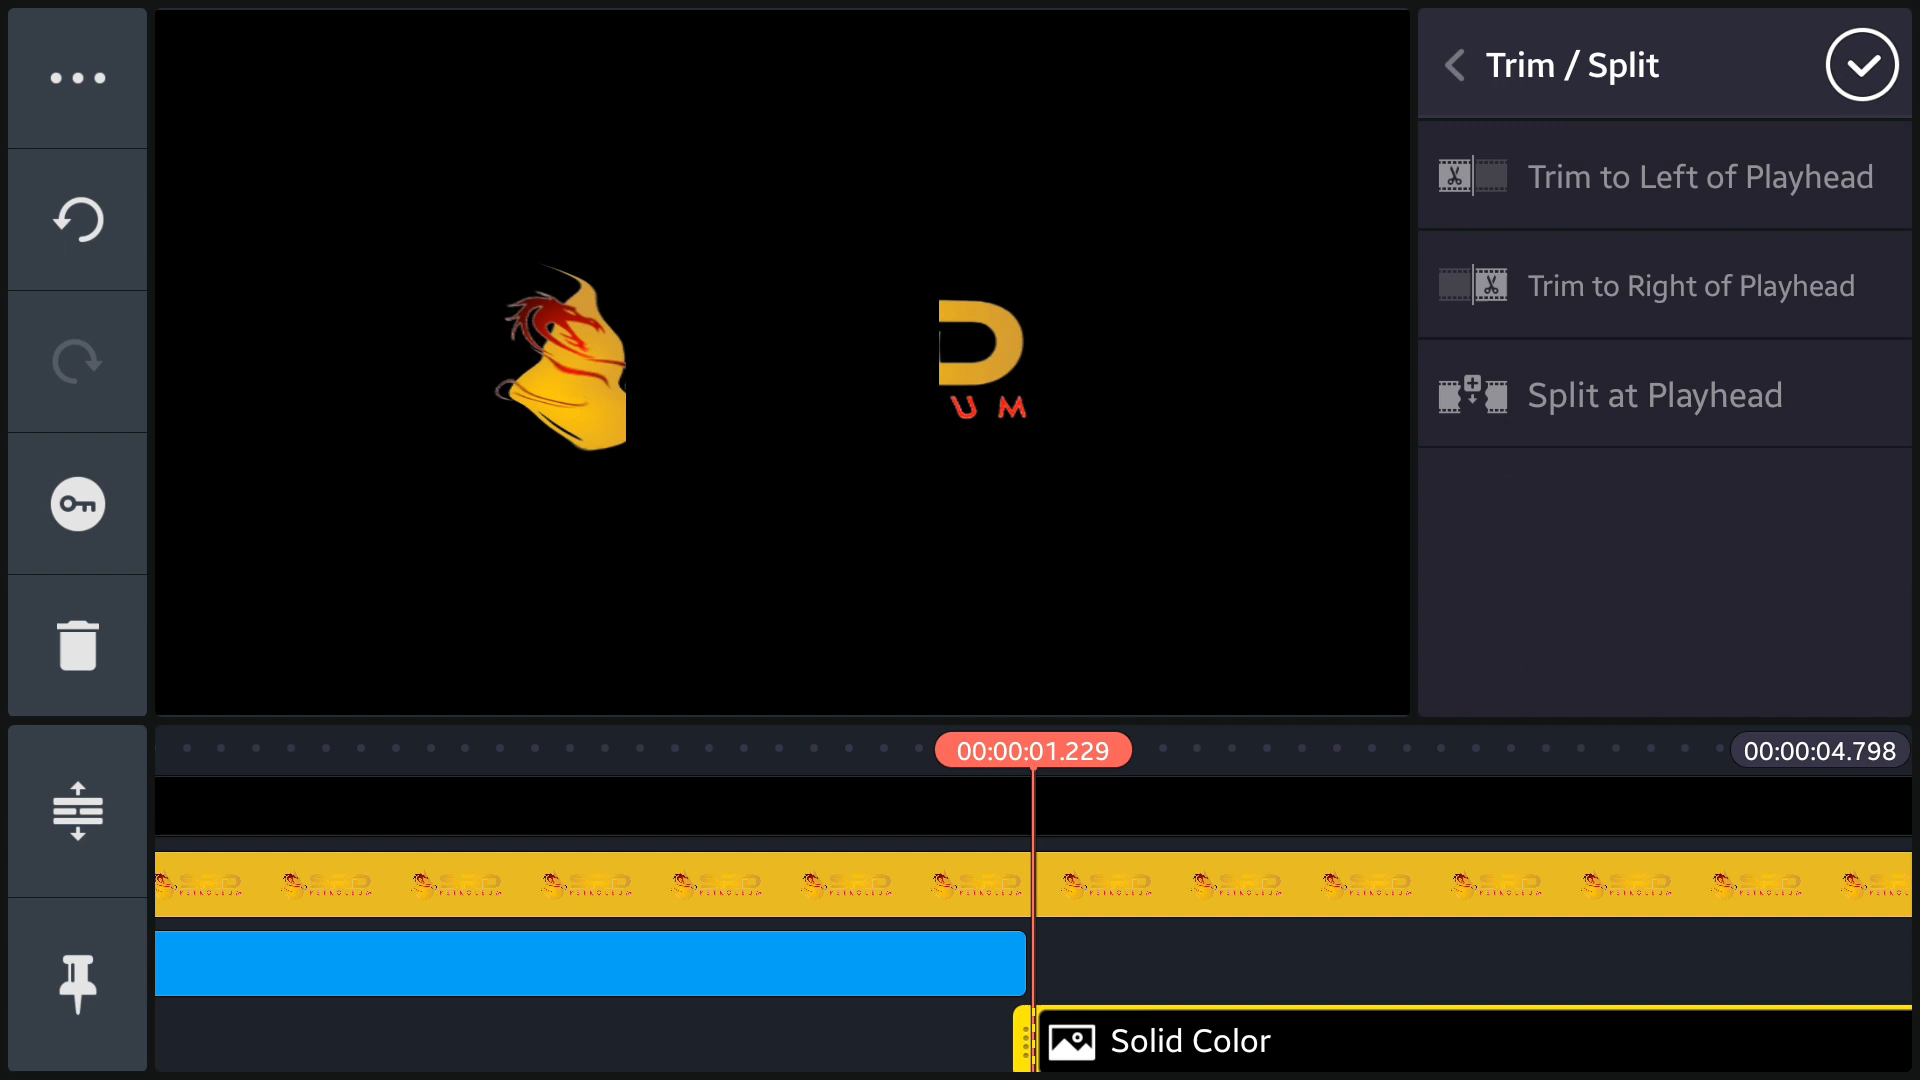 Trim / Split
Trim to Left of Playhead
Trim to Right of Playhead
Split at Playhead
D
U M
00:00:01.229
00:00:04.798
Solid Color